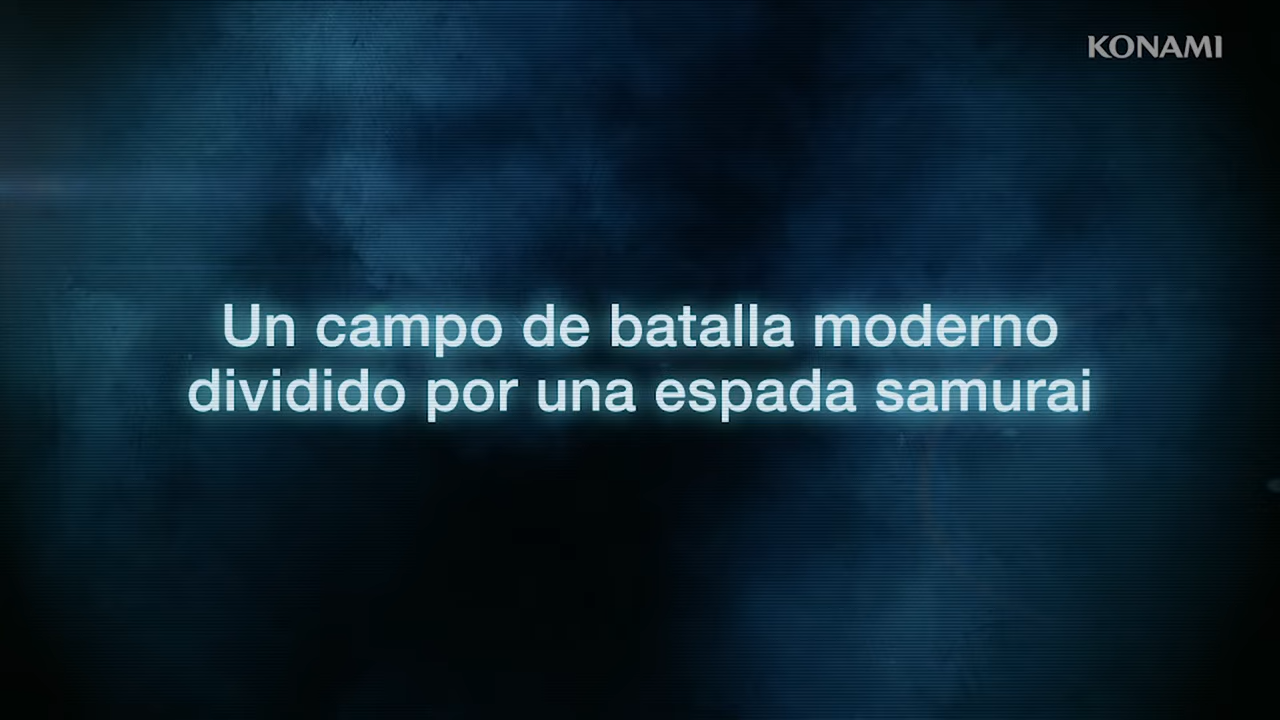 KONAMI
Un campo de batalla moderno
dividido por una espada samurai